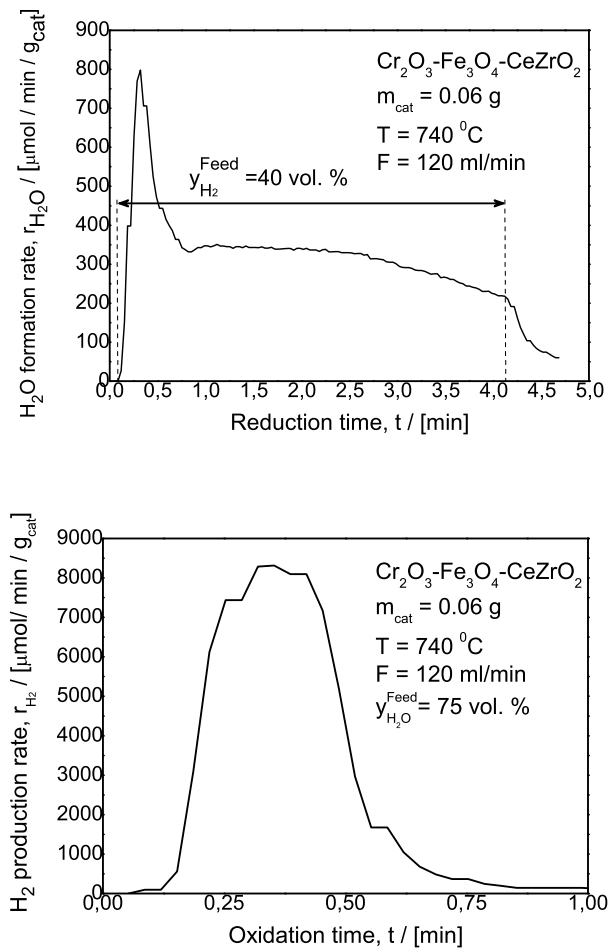 900
800
700
600
500
400
300
200
100
0
H2O formation rate, rH2O / [µmol / min / gcat]
Cr2O3-Fe3O4-CeZrO2
mcat = 0.06 g
T = 740 ⁰C
F = 120 ml/min
yH2Feed =40 vol. %
0,0 0,5 1,0 1,5 2,0 2,5 3,0 3,5 4,0 4,5 5,0
Reduction time, t / [min]
9000
8000
7000
6000
5000
4000
3000
2000
1000
0
H2 production rate, rH2 / [µmol/ min / gcat]
Cr2O3-Fe3O4-CeZrO2
mcat = 0.06 g
T = 740 ⁰C
F = 120 ml/min
yH2OFeed = 75 vol. %
0,00 0,25 0,50 0,75 1,00
Oxidation time, t / [min]